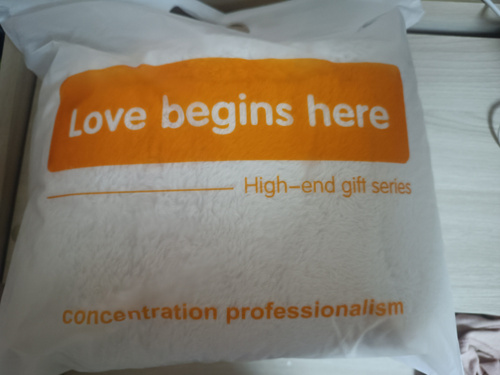 Love begins here
High-end gift series
concentration professionalism